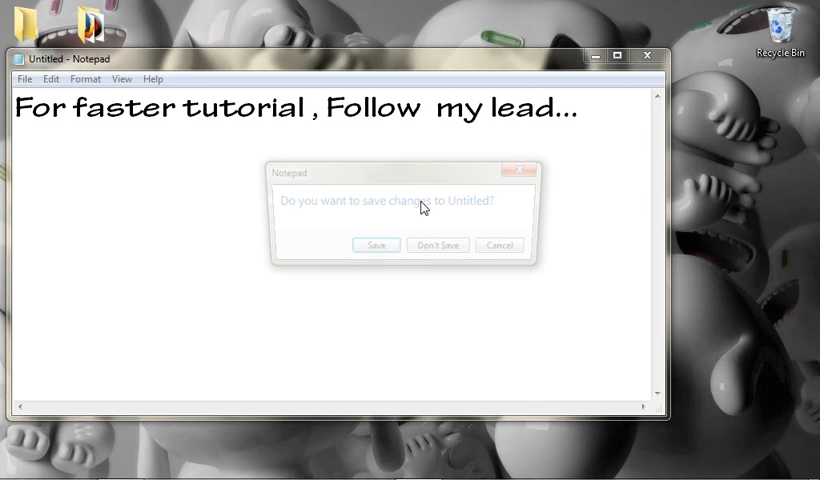 Recycle Bin
Untitled - Notepad
File Edit Format View Help
For faster tutorial , Follow  my lead...
Notepad
Do you want to save changes to Untitled?
Save Don't Save Cancel